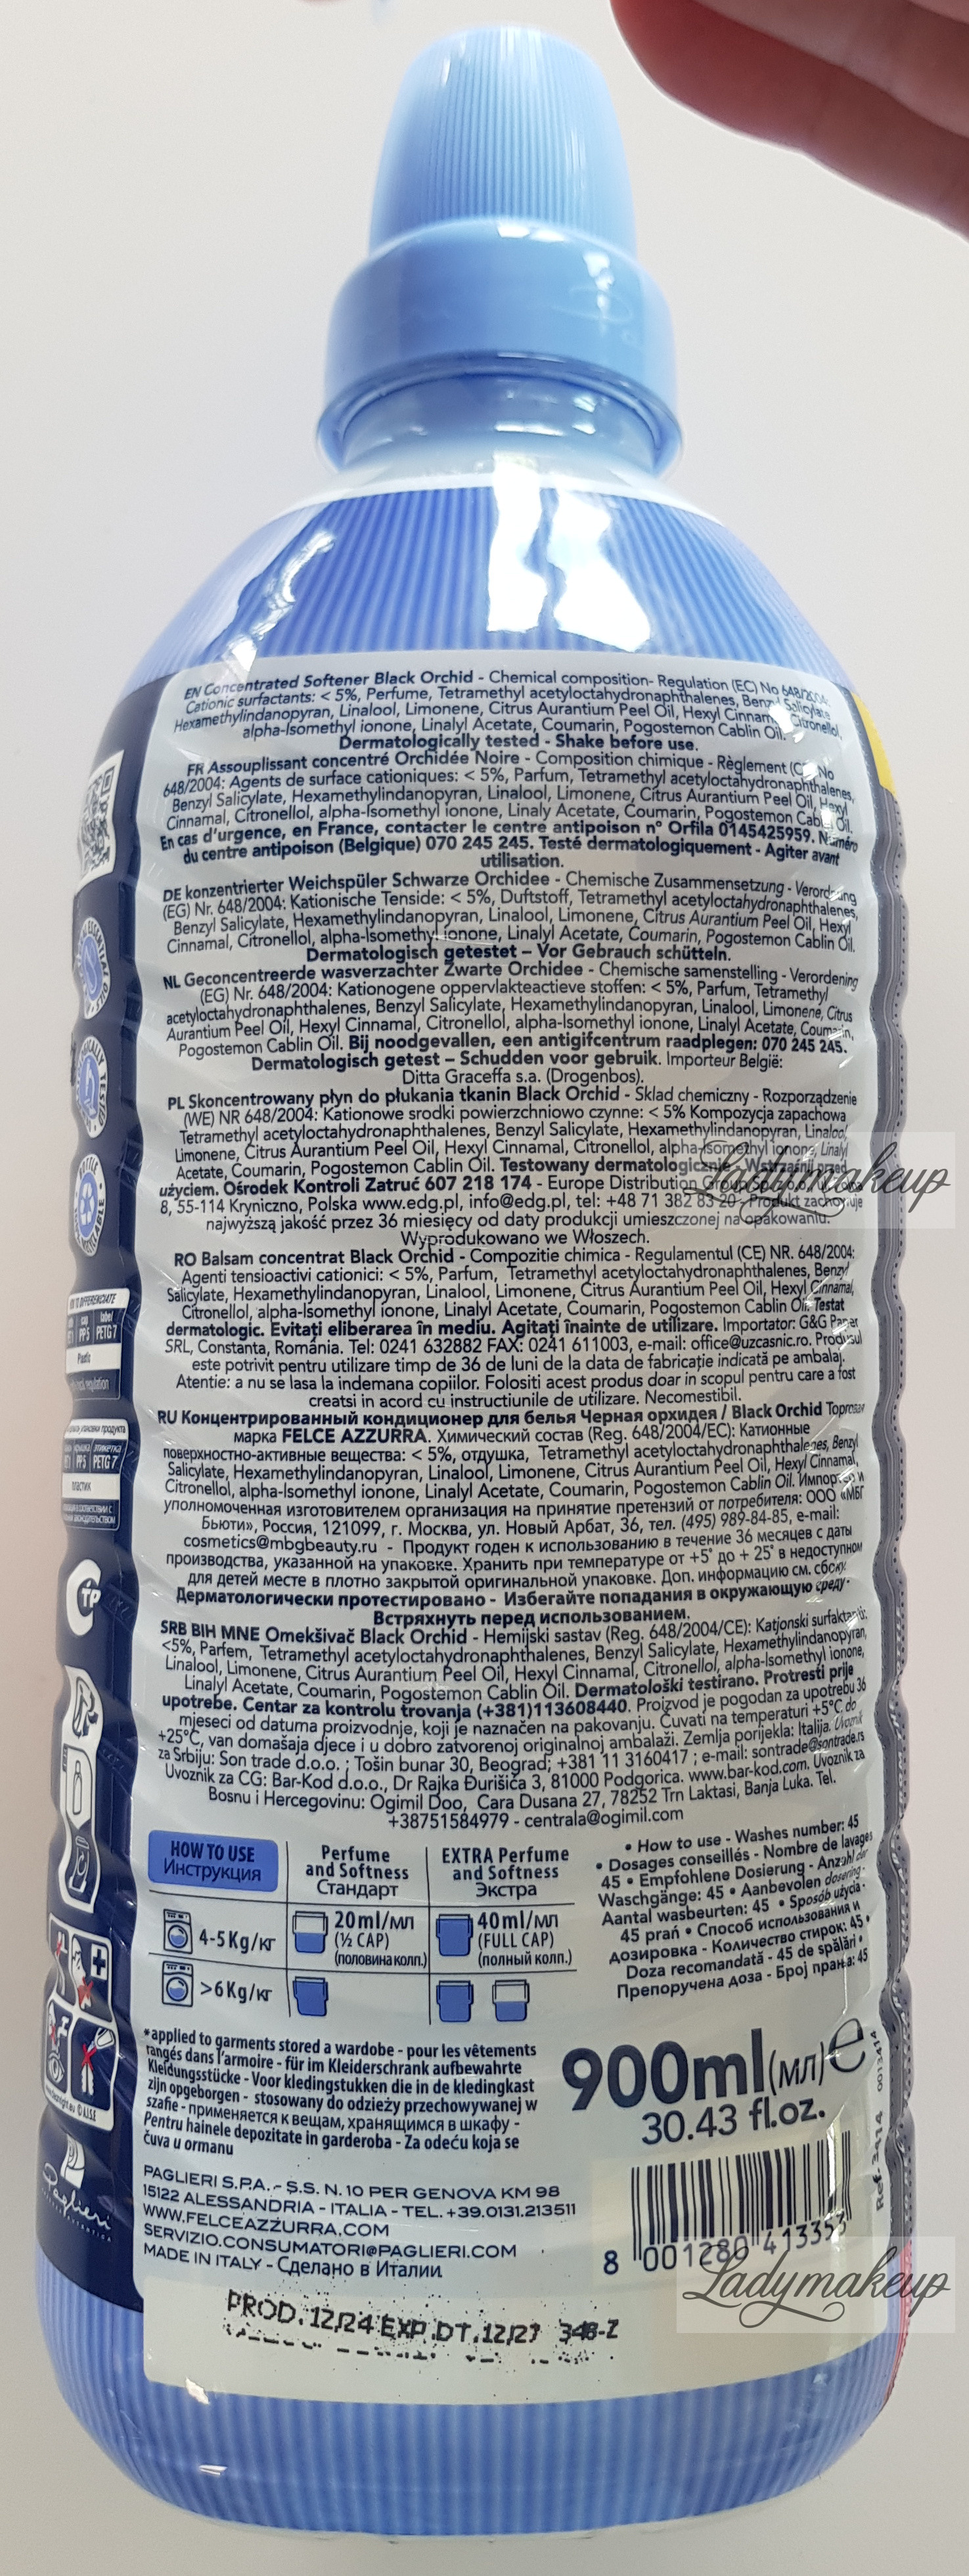 EN Concentrated Softener Black Orchid - Chemical composition- Regulation (EC) No 648/2004:
Cationic surfactants: < 5%, Perfume, Tetramethyl acetyloctahydronaphthalenes, Benzyl Salicylate
Hexamethylindanopyran, Linalool, Limonene, Citrus Aurantium Peel Oil, Hexyl Cinnamal, Citronellol,
alpha-Isomethyl ionone, Linalyl Acetate, Coumarin, Pogostemon Cablin Oil.
Dermatologically tested - Shake before use.
FR Assouplissant concentré Orchidée Noire - Composition chimique - Règlement (CE) No
648/2004: Agents de surface cationiques: < 5%, Parfum, Tetramethyl acetyloctahydronaphthalenes,
Benzyl Salicylate, Hexamethylindanopyran, Linalool, Limonene, Citrus Aurantium Peel Oil, Hexyl
Cinnamal, Citronellol, alpha-Isomethyl ionone, Linaly Acetate, Coumarin, Pogostemon Cablin Oil.
En cas d'urgence, en France, contacter le centre antipoison n° Orfila 0145425959. Numéro
du centre antipoison (Belgique) 070 245 245. Testé dermatologiquement - Agiter avant
utilisation.
DE konzentrierter Weichspüler Schwarze Orchidee - Chemische Zusammensetzung - Verordnung
(EG) Nr. 648/2004: Kationische Tenside: < 5%, Duftstoff, Tetramethyl acetyloctahydronaphthalenes,
Benzyl Salicylate, Hexamethylindanopyran, Linalool, Limonene, Citrus Aurantium Peel Oil, Hexyl
Cinnamal, Citronellol, alpha-Isomethyl ionone, Linalyl Acetate, Coumarin, Pogostemon Cablin Oil.
Dermatologisch getestet – Vor Gebrauch schütteln.
NL Geconcentreerde wasverzachter Zwarte Orchidee - Chemische samenstelling - Verordening
(EG) Nr. 648/2004: Kationogene oppervlakteactieve stoffen: < 5%, Parfum, Tetramethyl
acetyloctahydronaphthalenes, Benzyl Salicylate, Hexamethylindanopyran, Linalool, Limonene, Citrus
Aurantium Peel Oil, Hexyl Cinnamal, Citronellol, alpha-Isomethyl ionone, Linalyl Acetate, Coumarin,
Pogostemon Cablin Oil. Bij noodgevallen, een antigifcentrum raadplegen: 070 245 245.
Dermatologisch getest – Schudden voor gebruik. Importeur België:
Ditta Graceffa s.a. (Drogenbos).
PL Skoncentrowany płyn do płukania tkanin Black Orchid - Sklad chemiczny - Rozporządzenie
(WE) NR 648/2004: Kationowe srodki powierzchniowo czynne: < 5% Kompozycja zapachowa
Tetramethyl acetyloctahydronaphthalenes, Benzyl Salicylate, Hexamethylindanopyran, Linalool,
Limonene, Citrus Aurantium Peel Oil, Hexyl Cinnamal, Citronellol, alpha-Isomethyl ionone, Linalyl
Acetate, Coumarin, Pogostemon Cablin Oil. Testowany dermatologicznie - Wstrząśnij przed
użyciem. Ośrodek Kontroli Zatruć 607 218 174 - Europe Distribution Group
8, 55-114 Kryniczno, Polska www.edg.pl, info@edg.pl, tel: +48 71 382 83 20 . Produkt zachowuje
najwyższą jakość przez 36 miesięcy od daty produkcji umieszczonej na opakowaniu.
Wyprodukowano we Włoszech.
RO Balsam concentrat Black Orchid - Compozitie chimica - Regulamentul (CE) NR. 648/2004:
Agenti tensioactivi cationici: < 5%, Parfum, Tetramethyl acetyloctahydronaphthalenes, Benzyl
Salicylate, Hexamethylindanopyran, Linalool, Limonene, Citrus Aurantium Peel Oil, Hexyl Cinnamal,
Citronellol, alpha-Isomethyl ionone, Linalyl Acetate, Coumarin, Pogostemon Cablin Oil. Testat
dermatologic. Evitați eliberarea în mediu. Agitați înainte de utilizare. Importator: G&G Paper
SRL, Constanta, România. Tel: 0241 632882 FAX: 0241 611003, e-mail: office@uzcasnic.ro. Produsul
este potrivit pentru utilizare timp de 36 de luni de la data de fabricație indicată pe ambalaj.
Atentie: a nu se lasa la indemana copiilor. Folositi acest produs doar in scopul pentru care a fost
creatsi in acord cu instructiunile de utilizare. Necomestibil.
RU Концентрированный кондиционер для белья Черная орхидея / Black Orchid Торговая
марка FELCE AZZURRA. Химический состав (Reg. 648/2004/EC): Катионные
поверхностно-активные вещества: < 5%, отдушка, Tetramethyl acetyloctahydronaphthalenes, Benzyl
Salicylate, Hexamethylindanopyran, Linalool, Limonene, Citrus Aurantium Peel Oil, Hexyl Cinnamal,
Citronellol, alpha-Isomethyl ionone, Linalyl Acetate, Coumarin, Pogostemon Cablin Oil. Импортер и
уполномоченная изготовителем организация на принятие претензий от потребителя: ООО «МБГ
Бьюти», Россия, 121099, г. Москва, ул. Новый Арбат, 36, тел. (495) 989-84-85, e-mail:
cosmetics@mbgbeauty.ru - Продукт годен к использованию в течение 36 месяцев с даты
производства, указанной на упаковке. Хранить при температуре от +5° до + 25° в недоступном
для детей месте в плотно закрытой оригинальной упаковке. Доп. информацию см. сбоку.
Дерматологически протестировано - Избегайте попадания в окружающую среду-
Встряхнуть перед использованием.
SRB BIH MNE Omekšivač Black Orchid - Hemijski sastav (Reg. 648/2004/CE): Katjonski surfaktanti:
<5%, Parfem, Tetramethyl acetyloctahydronaphthalenes, Benzyl Salicylate, Hexamethylindanopyran,
Linalool, Limonene, Citrus Aurantium Peel Oil, Hexyl Cinnamal, Citronellol, alpha-Isomethyl ionone,
Linalyl Acetate, Coumarin, Pogostemon Cablin Oil. Dermatološki testirano. Protresti prije
upotrebe. Centar za kontrolu trovanja (+381)113608440. Proizvod je pogodan za upotrebu 36
mjeseci od datuma proizvodnje, koji je naznačen na pakovanju. Čuvati na temperaturi +5°C do
+25°C, van domašaja djece i u dobro zatvorenoj originalnoj ambalaži. Zemlja porijekla: Italija. Uvoznik
za Srbiju: Son trade d.o.o. ; Tošin bunar 30, Beograd; +381 11 3160417 ; e-mail: sontrade@sontrade.rs
Uvoznik za CG: Bar-Kod d.o.o., Dr Rajka Đurišića 3, 81000 Podgorica. www.bar-kod.com. Uvoznik za
Bosnu i Hercegovinu: Ogimil Doo, Cara Dusana 27, 78252 Trn Laktasi, Banja Luka. Tel.
+38751584979 - centrala@ogimil.com
HOW TO USE
Инструкция
Perfume
and Softness
Стандарт
EXTRA Perfume
and Softness
Экстра
4-5Kg/кг
20ml/мл
(½ CAP)
(половина колп.)
40ml/мл
(FULL CAP)
(полный колп.)
>6Kg/кг
• How to use - Washes number: 45
• Dosages conseillés - Nombre de lavages
45 • Empfohlene Dosierung - Anzahl der
Waschgänge: 45 • Aanbevolen dosering-
Aantal wasbeurten: 45 • Sposób użycia-
45 prań • Способ использования и
дозировка - Количество стирок: 45 •
Doza recomandată - 45 de spălări •
Препоручена доза - Број прања: 45
*applied to garments stored a wardobe - pour les vêtements
rangés dans l'armoire - für im Kleiderschrank aufbewahrte
Kleidungsstücke - Voor kledingstukken die in de kledingkast
zijn opgeborgen - stosowany do odzieży przechowywanej w
szafie - применяется к вещам, хранящимся в шкафу -
Pentru hainele depozitate in garderoba - Za odeću koja se
čuva u ormanu
900ml(мл)℮
30.43 fl.oz.
Ref. 3414 003414
PAGLIERI S.P.A. - S.S. N. 10 PER GENOVA KM 98
15122 ALESSANDRIA - ITALIA - TEL. +39.0131.213511
WWW.FELCEAZZURRA.COM
SERVIZIO.CONSUMATORI@PAGLIERI.COM
MADE IN ITALY - Сделано в Италии
8 001280 413353
PROD. 12/24 EXP.DT.12/27 348-Z
PP5
PETG 7
PP5
PETG 7
пластик
Paglieri
Ladymakeup
Ladymakeup